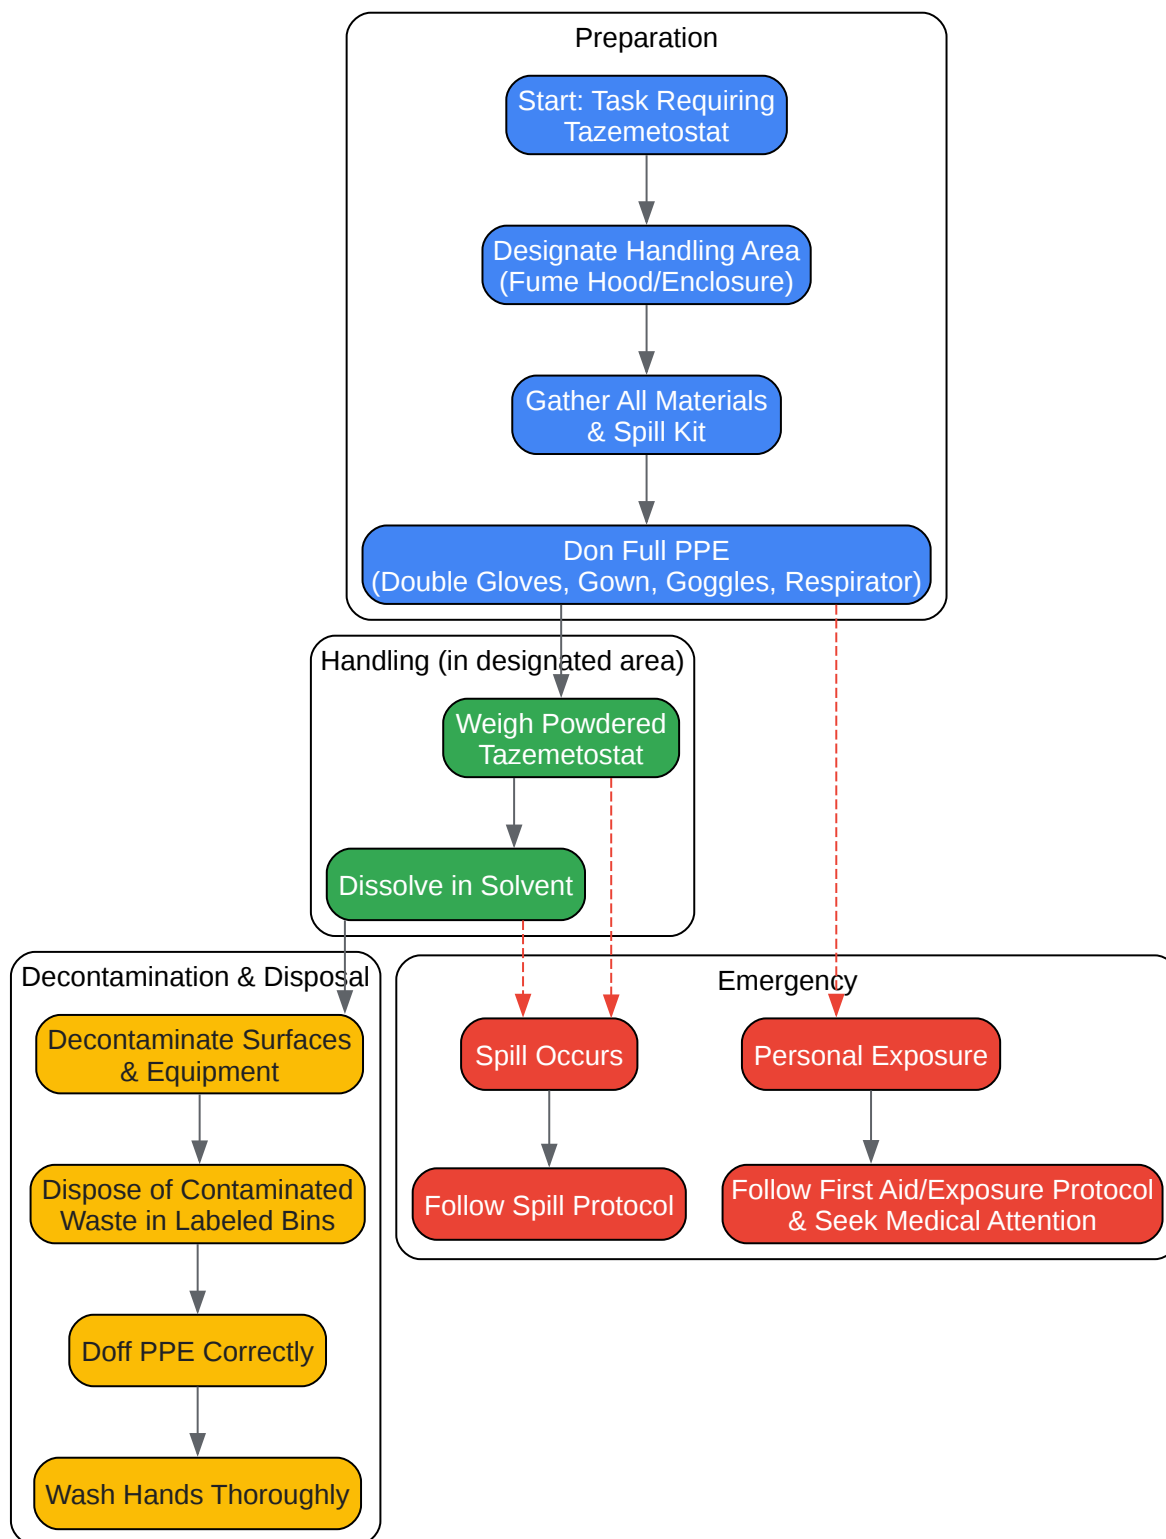 Preparation
Start: Task Requiring
Tazemetostat
Designate Handling Area
(Fume Hood/Enclosure)
Gather All Materials
& Spill Kit
Don Full PPE
(Double Gloves, Gown, Goggles, Respirator)
Handling (in designated area)
Weigh Powdered
Tazemetostat
Dissolve in Solvent
Decontamination & Disposal
Decontaminate Surfaces
& Equipment
Dispose of Contaminated
Waste in Labeled Bins
Doff PPE Correctly
Wash Hands Thoroughly
Emergency
Spill Occurs
Follow Spill Protocol
Personal Exposure
Follow First Aid/Exposure Protocol
& Seek Medical Attention